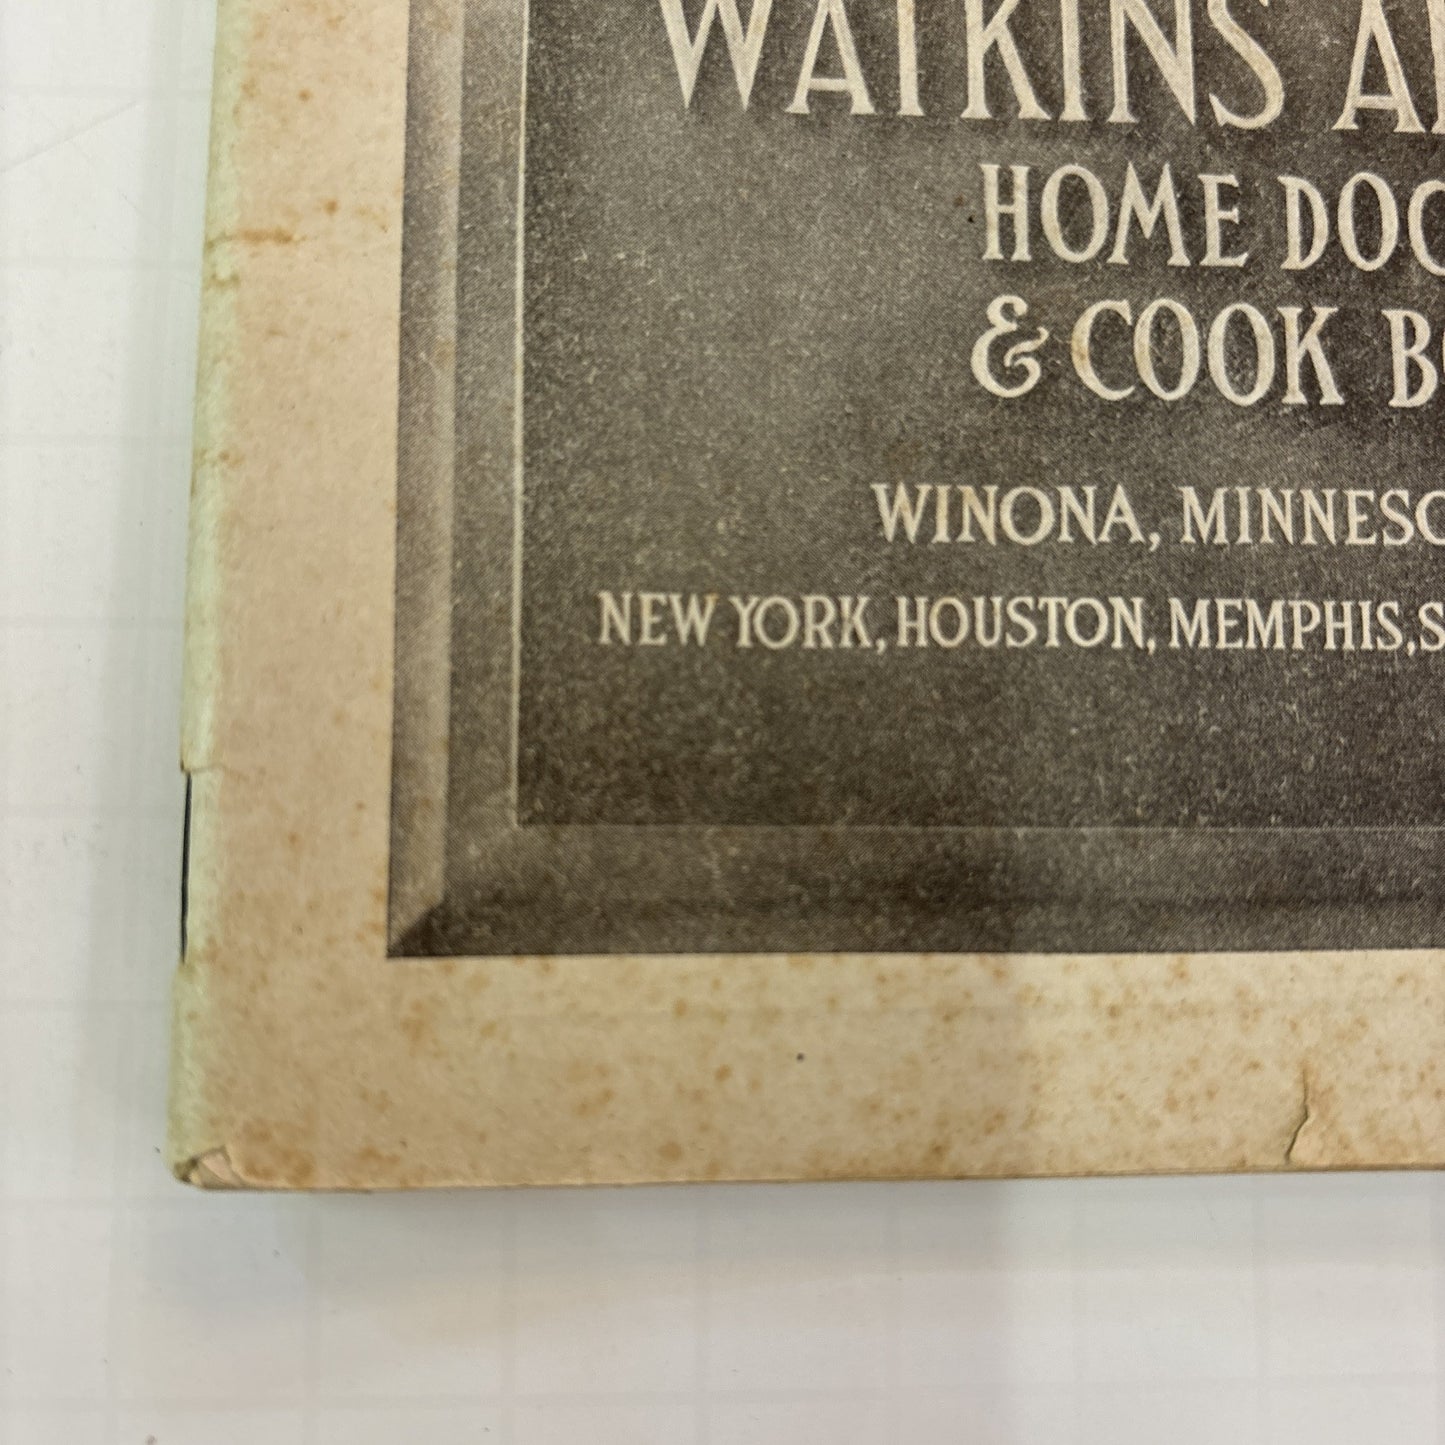 WATKINS A
HOME DOC
& COOK B
WINONA, MINNESO
NEW YORK, HOUSTON, MEMPHIS, S